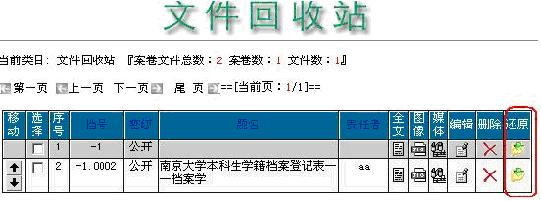 文件回收站
当前类目: 文件回收站 『案卷文件总数: 2 案卷数: 1 文件数: 1』
第一页 上一页 下一页 尾 页 ==[当前页:1/1]==
移动 选择 序号 档号 密级 题名 责任者 全文 图像 媒体 编辑 删除 还原
1 -1 公开
2 -1.0002 公开 南京大学本科生学籍档案登记表—一档案学 aa